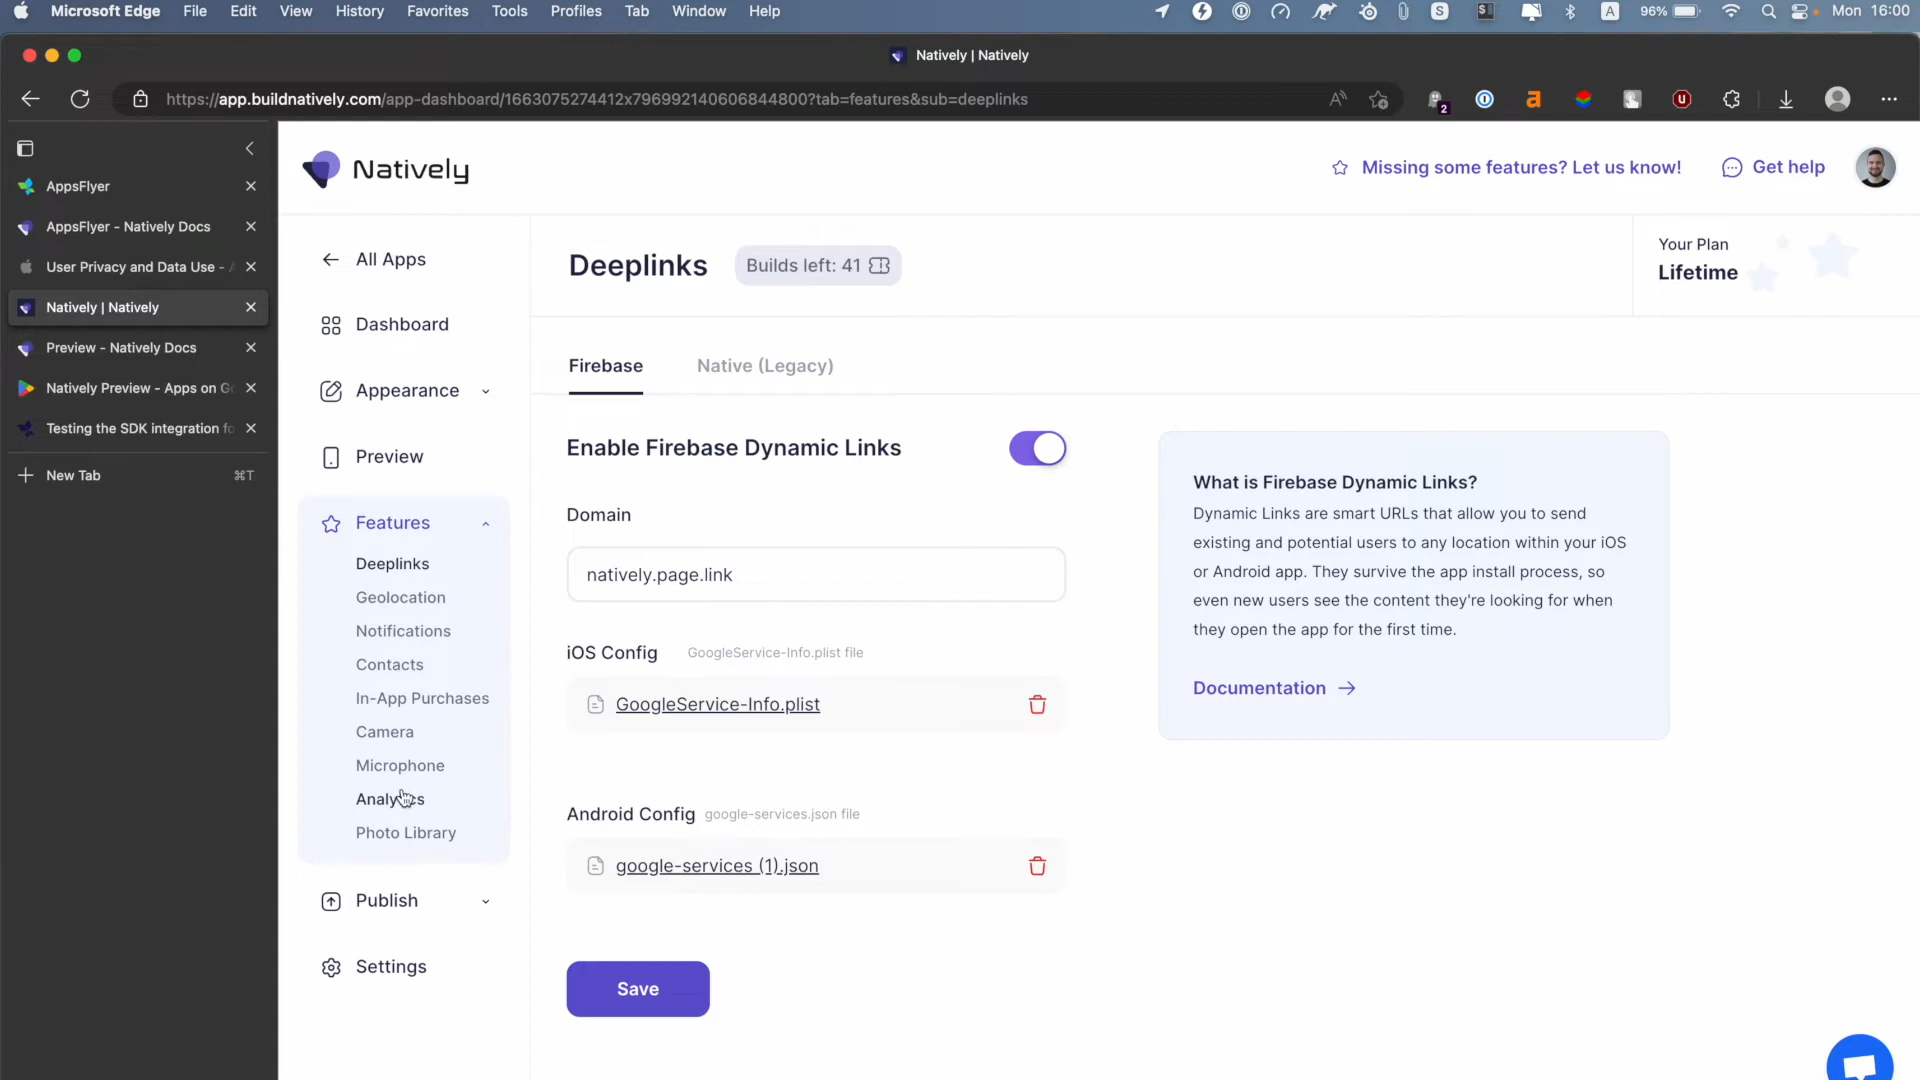 Microsoft Edge File Edit View History Favorites Tools Profiles Tab Window Help
S A 96% Mon 16:00
Natively | Natively
https://app.buildnatively.com/app-dashboard/1663075274412x796992140606844800?tab=features&sub=deeplinks
2
AppsFlyer
AppsFlyer - Natively Docs
User Privacy and Data Use -
Natively | Natively
Preview - Natively Docs
Natively Preview - Apps on G
Testing the SDK integration fo
New Tab ⌘T
Natively
Missing some features? Let us know!
Get help
All Apps
Dashboard
Appearance
Preview
Features
Deeplinks
Geolocation
Notifications
Contacts
In-App Purchases
Camera
Microphone
Analytics
Photo Library
Publish
Settings
Deeplinks
Builds left: 41
Your Plan
Lifetime
Firebase
Native (Legacy)
Enable Firebase Dynamic Links
Domain
natively.page.link
iOS Config GoogleService-Info.plist file
GoogleService-Info.plist
Android Config google-services.json file
google-services (1).json
Save
What is Firebase Dynamic Links?
Dynamic Links are smart URLs that allow you to send
existing and potential users to any location within your iOS
or Android app. They survive the app install process, so
even new users see the content they're looking for when
they open the app for the first time.
Documentation →